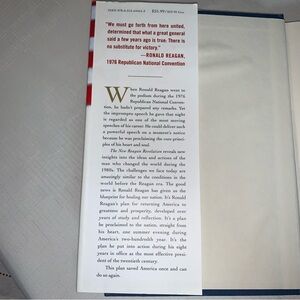 "We must go forth from here united,
determined that what a great general
said a few years ago is true: There is
no substitute for victory."
—RONALD REAGAN,
1976 Republican National Convention
When Ronald Reagan went to
the podium during the 1976
Republican National Conven-
tion, he hadn't prepared any remarks. Yet
the impromptu speech he gave that night
is regarded as one of the most moving
speeches of his career. He could deliver such
a powerful speech on a moment's notice
because he was proclaiming the core princi-
ples of his heart and soul.
The New Reagan Revolution reveals new
insights into the ideas and actions of the
man who changed the world during the
1980s. The challenges we face today are
amazingly similar to the conditions in the
world before the Reagan era. The good
news is Ronald Reagan has given us the
blueprint for healing our nation. It's Ronald
Reagan's plan for returning America to
greatness and prosperity, developed over
years of study and reflection. It's a plan
he proclaimed to the nation, straight from
his heart, one summer evening during
America's two-hundredth year. It's the
plan he put into action during his eight
years in office as the most effective president
of the twentieth century.
This plan saved America once and can
do so again.